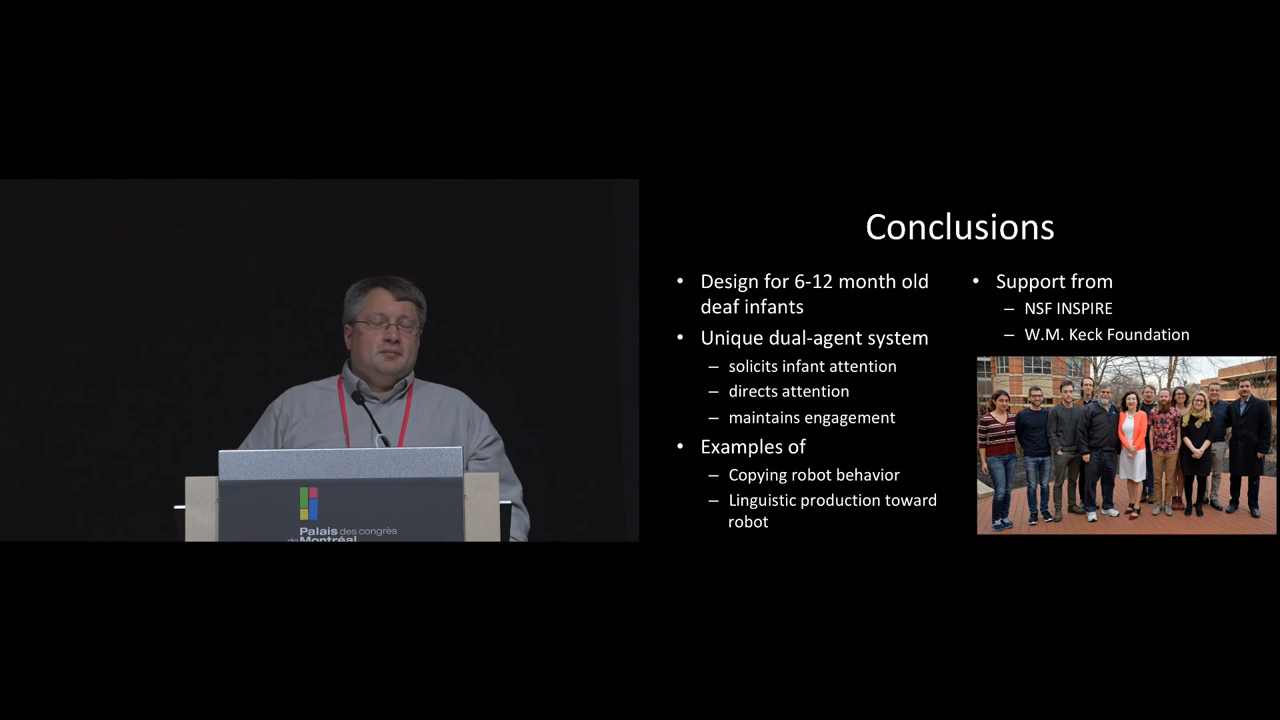 Conclusions
• Design for 6-12 month old
deaf infants
• Unique dual-agent system
– solicits infant attention
– directs attention
– maintains engagement
• Examples of
– Copying robot behavior
– Linguistic production toward
robot
• Support from
– NSF INSPIRE
– W.M. Keck Foundation
Palais des congrès
de Montréal